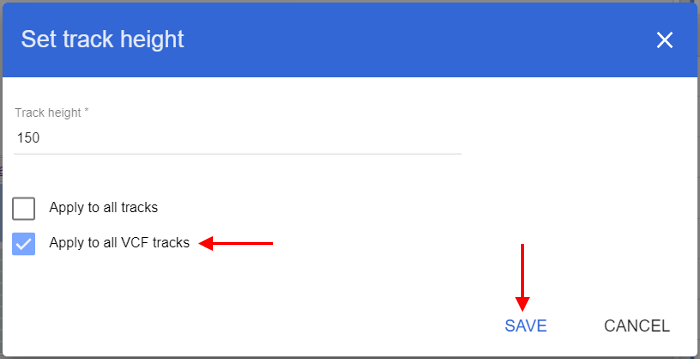 Set track height
Track height *
150
Apply to all tracks
Apply to all VCF tracks
SAVE CANCEL